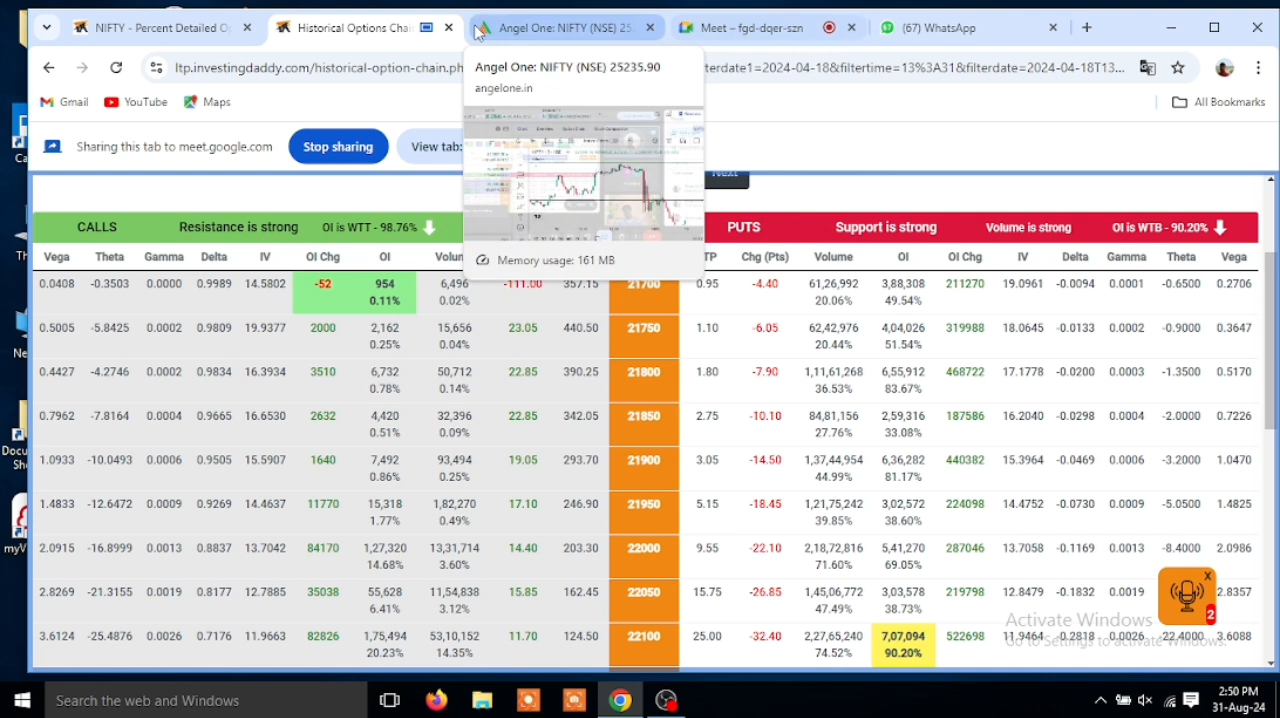 NIFTY - Percent Detailed O
Historical Options Chai
Angel One: NIFTY (NSE) 25
Meet – fgd-dqer-szn
(67) WhatsApp
ltp.investingdaddy.com/historical-option-chain.ph
terdate1=2024-04-18&filtertime=13%3A31&filterdate=2024-04-18T13...
Angel One: NIFTY (NSE) 25235.90
angelone.in
Memory usage: 161 MB
Gmail YouTube Maps All Bookmarks
Sharing this tab to meet.google.com Stop sharing View tab:
Next
CALLS Resistance is strong OI is WTT - 98.76% PUTS Support is strong Volume is strong OI is WTB - 90.20%
Vega Theta Gamma Delta IV OI Chg OI Volum TP Chg (Pts) Volume OI OI Chg IV Delta Gamma Theta Vega
0.0408 -0.3503 0.0000 0.9989 14.5802 -52 954 6,496 -111.00 357.15 21700 0.95 -4.40 61,26,992 3,88,308 211270 19.0961 -0.0094 0.0001 -0.6500 0.2706
0.11% 0.02% 20.06% 49.54%
0.5005 -5.8425 0.0002 0.9809 19.9377 2000 2,162 15,656 23.05 440.50 21750 1.10 -6.05 62,42,976 4,04,026 319988 18.0645 -0.0133 0.0002 -0.9000 0.3647
0.25% 0.04% 20.44% 51.54%
0.4427 -4.2746 0.0002 0.9834 16.3934 3510 6,732 50,712 22.85 390.25 21800 1.80 -7.90 1,11,61,268 6,55,912 468722 17.1778 -0.0200 0.0003 -1.3500 0.5170
0.78% 0.14% 36.53% 83.67%
0.7962 -7.8164 0.0004 0.9665 16.6530 2632 4,420 32,396 22.85 342.05 21850 2.75 -10.10 84,81,156 2,59,316 187586 16.2040 -0.0298 0.0004 -2.0000 0.7226
0.51% 0.09% 27.76% 33.08%
1.0933 -10.0493 0.0006 0.9505 15.5907 1640 7,492 93,494 19.05 293.70 21900 3.05 -14.50 1,37,44,954 6,36,282 440382 15.3964 -0.0469 0.0006 -3.2000 1.0470
0.86% 0.25% 44.99% 81.17%
1.4833 -12.6472 0.0009 0.9269 14.4637 11770 15,318 1,82,270 17.10 246.90 21950 5.15 -18.45 1,21,75,242 3,02,572 224098 14.4752 -0.0730 0.0009 -5.0500 1.4825
1.77% 0.49% 39.85% 38.60%
2.0915 -16.8999 0.0013 0.8837 13.7042 84170 1,27,320 13,31,714 14.40 203.30 22000 9.55 -22.10 2,18,72,816 5,41,270 287046 13.7058 -0.1169 0.0013 -8.4000 2.0986
14.68% 3.60% 71.60% 69.05%
2.8269 -21.3155 0.0019 0.8177 12.7885 35038 55,628 11,54,838 15.85 162.45 22050 15.75 -26.85 1,45,06,772 3,03,578 219798 12.8479 -0.1832 0.0019 2.8357
6.41% 3.12% 47.49% 38.73%
3.6124 -25.4876 0.0026 0.7176 11.9663 82826 1,75,494 53,10,152 11.70 124.50 22100 25.00 -32.40 2,27,65,240 7,07,094 522698 11.9464 -0.2818 0.0026 22.4000 3.6088
20.23% 14.35% 74.52% 90.20%
X
2
Activate Windows
Go to Settings to activate Windows.
Search the web and Windows
2:50 PM
31-Aug-24